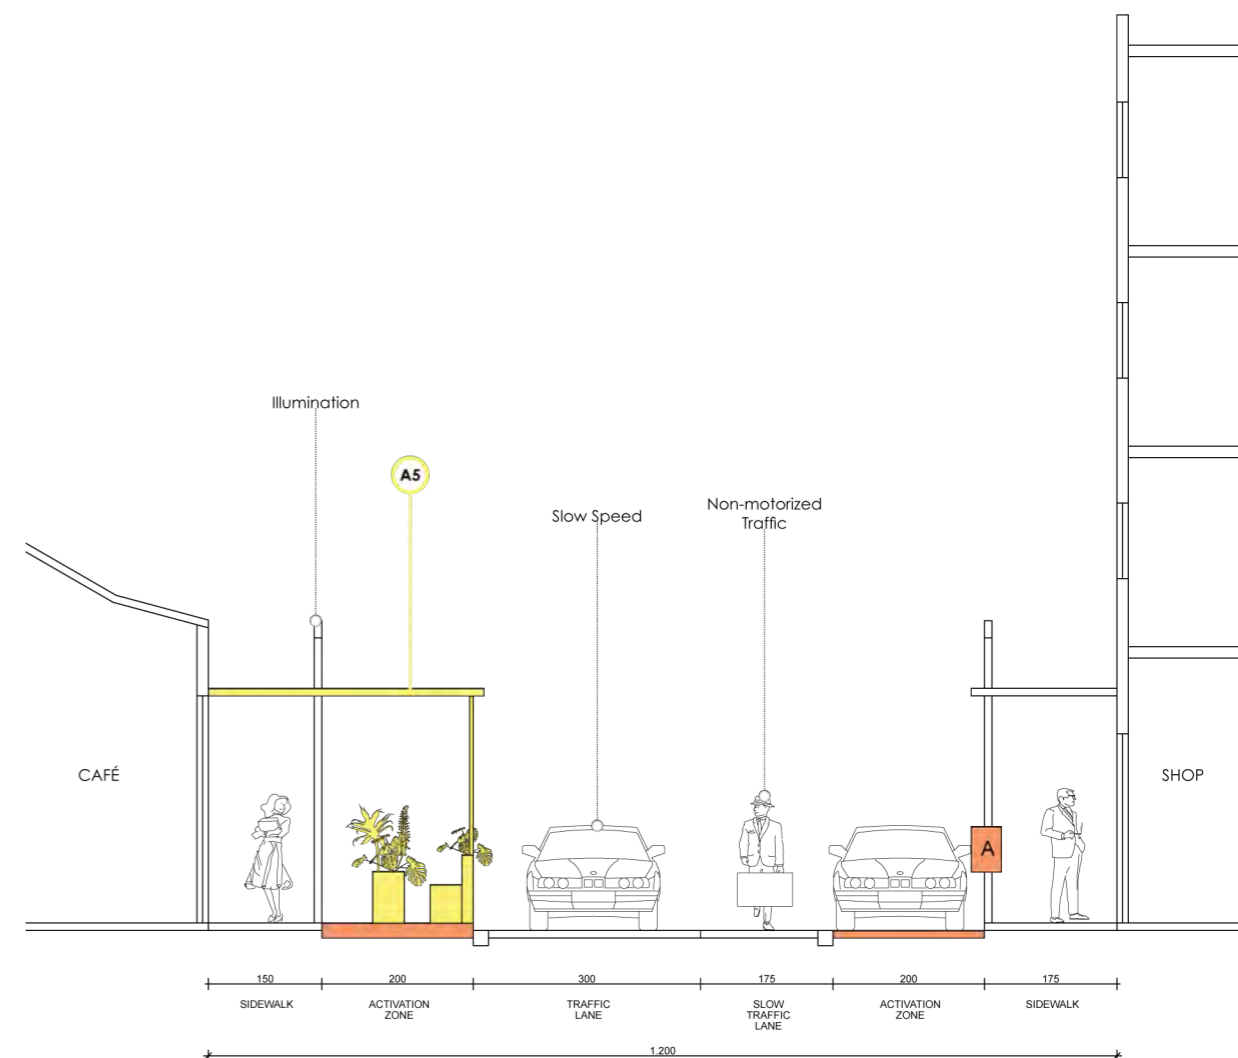 Illumination
A5
Slow Speed
Non-motorized
Traffic
CAFÉ
SHOP
A
150
200
300
175
200
175
SIDEWALK
ACTIVATION
ZONE
TRAFFIC
LANE
SLOW
TRAFFIC
LANE
ACTIVATION
ZONE
SIDEWALK
1.200